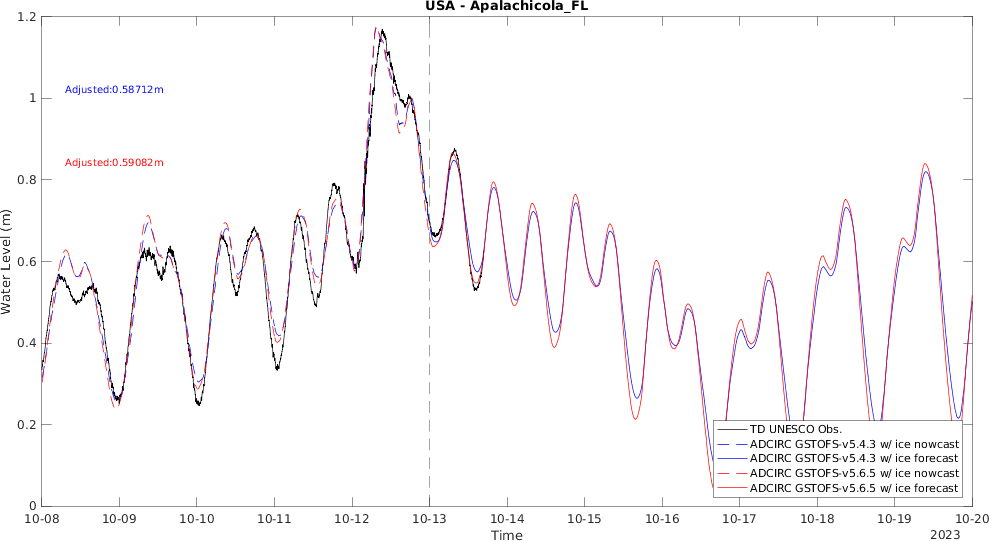 USA - Apalachicola_FL
1.2
1
0.8
0.6
0.4
0.2
0
Water Level (m)
Adjusted:0.58712m
Adjusted:0.59082m
TD UNESCO Obs.
ADCIRC GSTOFS-v5.4.3 w/ ice nowcast
ADCIRC GSTOFS-v5.4.3 w/ ice forecast
ADCIRC GSTOFS-v5.6.5 w/ ice nowcast
ADCIRC GSTOFS-v5.6.5 w/ ice forecast
10-08 10-09 10-10 10-11 10-12 10-13 10-14 10-15 10-16 10-17 10-18 10-19 10-20
Time
2023